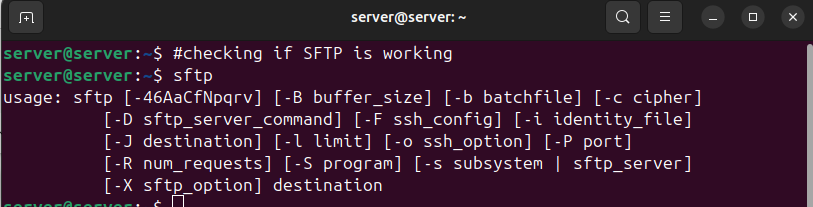 server@server: ~
server@server:~$ #checking if SFTP is working
server@server:~$ sftp
usage: sftp [-46AaCfNpqrv] [-B buffer_size] [-b batchfile] [-c cipher]
          [-D sftp_server_command] [-F ssh_config] [-i identity_file]
          [-J destination] [-l limit] [-o ssh_option] [-P port]
          [-R num_requests] [-S program] [-s subsystem | sftp_server]
          [-X sftp_option] destination
server@server:~$